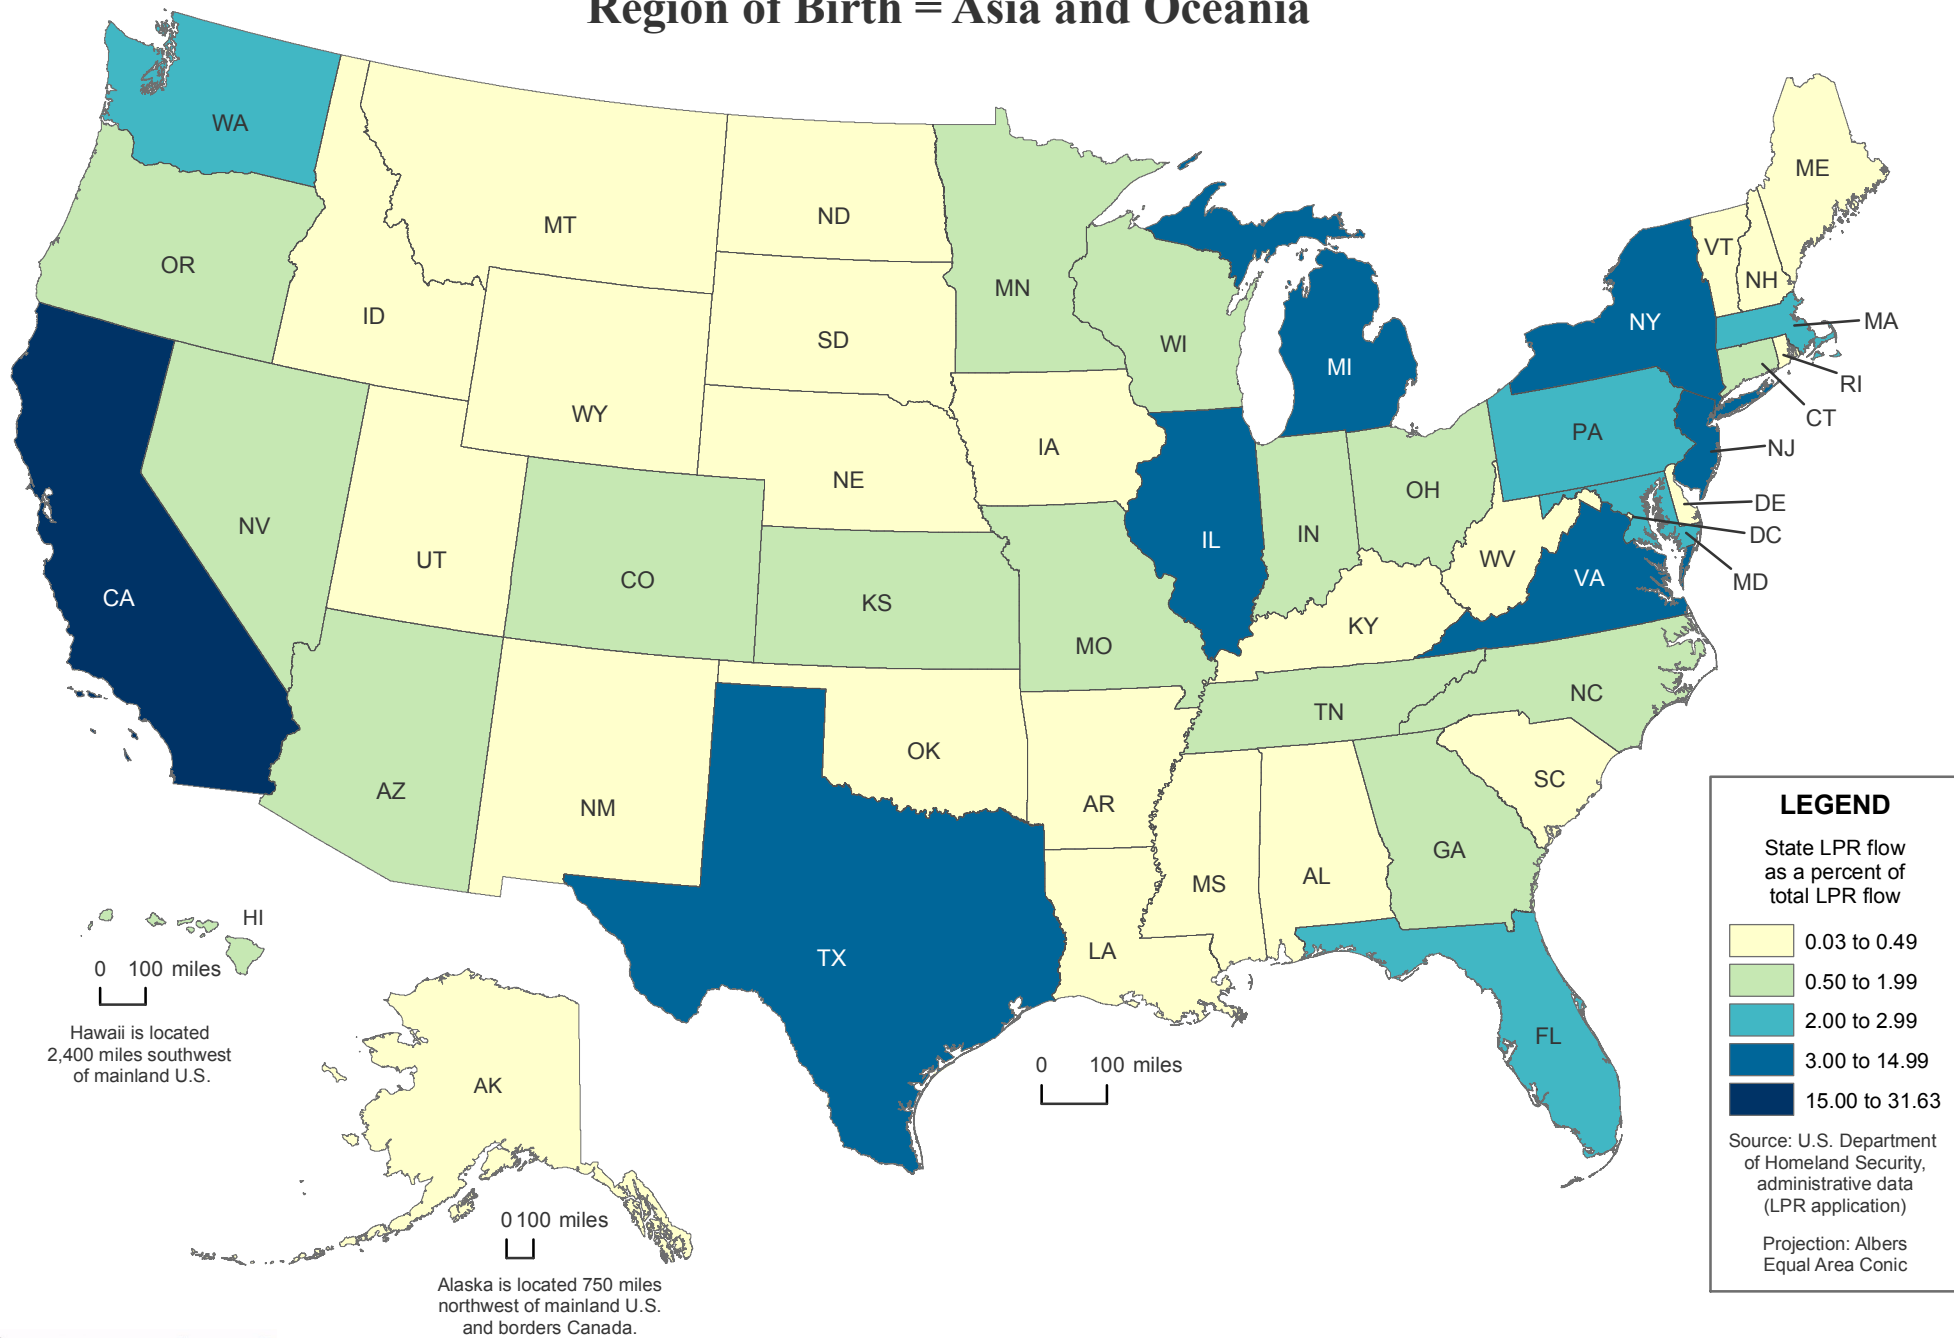 Region of Birth = Asia and Oceania
WA
MT
ND
MN
ME
OR
ID
SD
WI
MI
NY
VT
NH
MA
RI
CT
WY
IA
NE
PA
NJ
OH
DE
DC
MD
NV
UT
CO
KS
IL
IN
WV
VA
CA
MO
KY
NC
TN
AZ
NM
OK
AR
SC
MS
AL
GA
TX
LA
FL
HI
0 100 miles
Hawaii is located
2,400 miles southwest
of mainland U.S.
AK
0 100 miles
Alaska is located 750 miles
northwest of mainland U.S.
and borders Canada.
0 100 miles
LEGEND
State LPR flow
as a percent of
total LPR flow
0.03 to 0.49
0.50 to 1.99
2.00 to 2.99
3.00 to 14.99
15.00 to 31.63
Source: U.S. Department
of Homeland Security,
administrative data
(LPR application)
Projection: Albers
Equal Area Conic